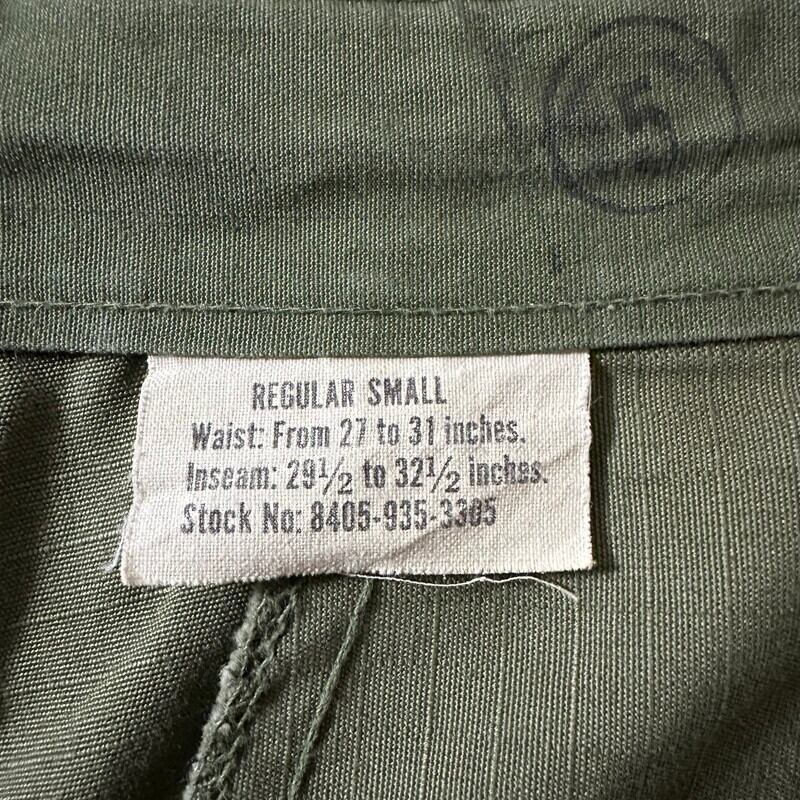 5
REGULAR SMALL
Waist: From 27 to 31 inches.
Inseam: 29½ to 32½ inches.
Stock No: 8405-935-3305